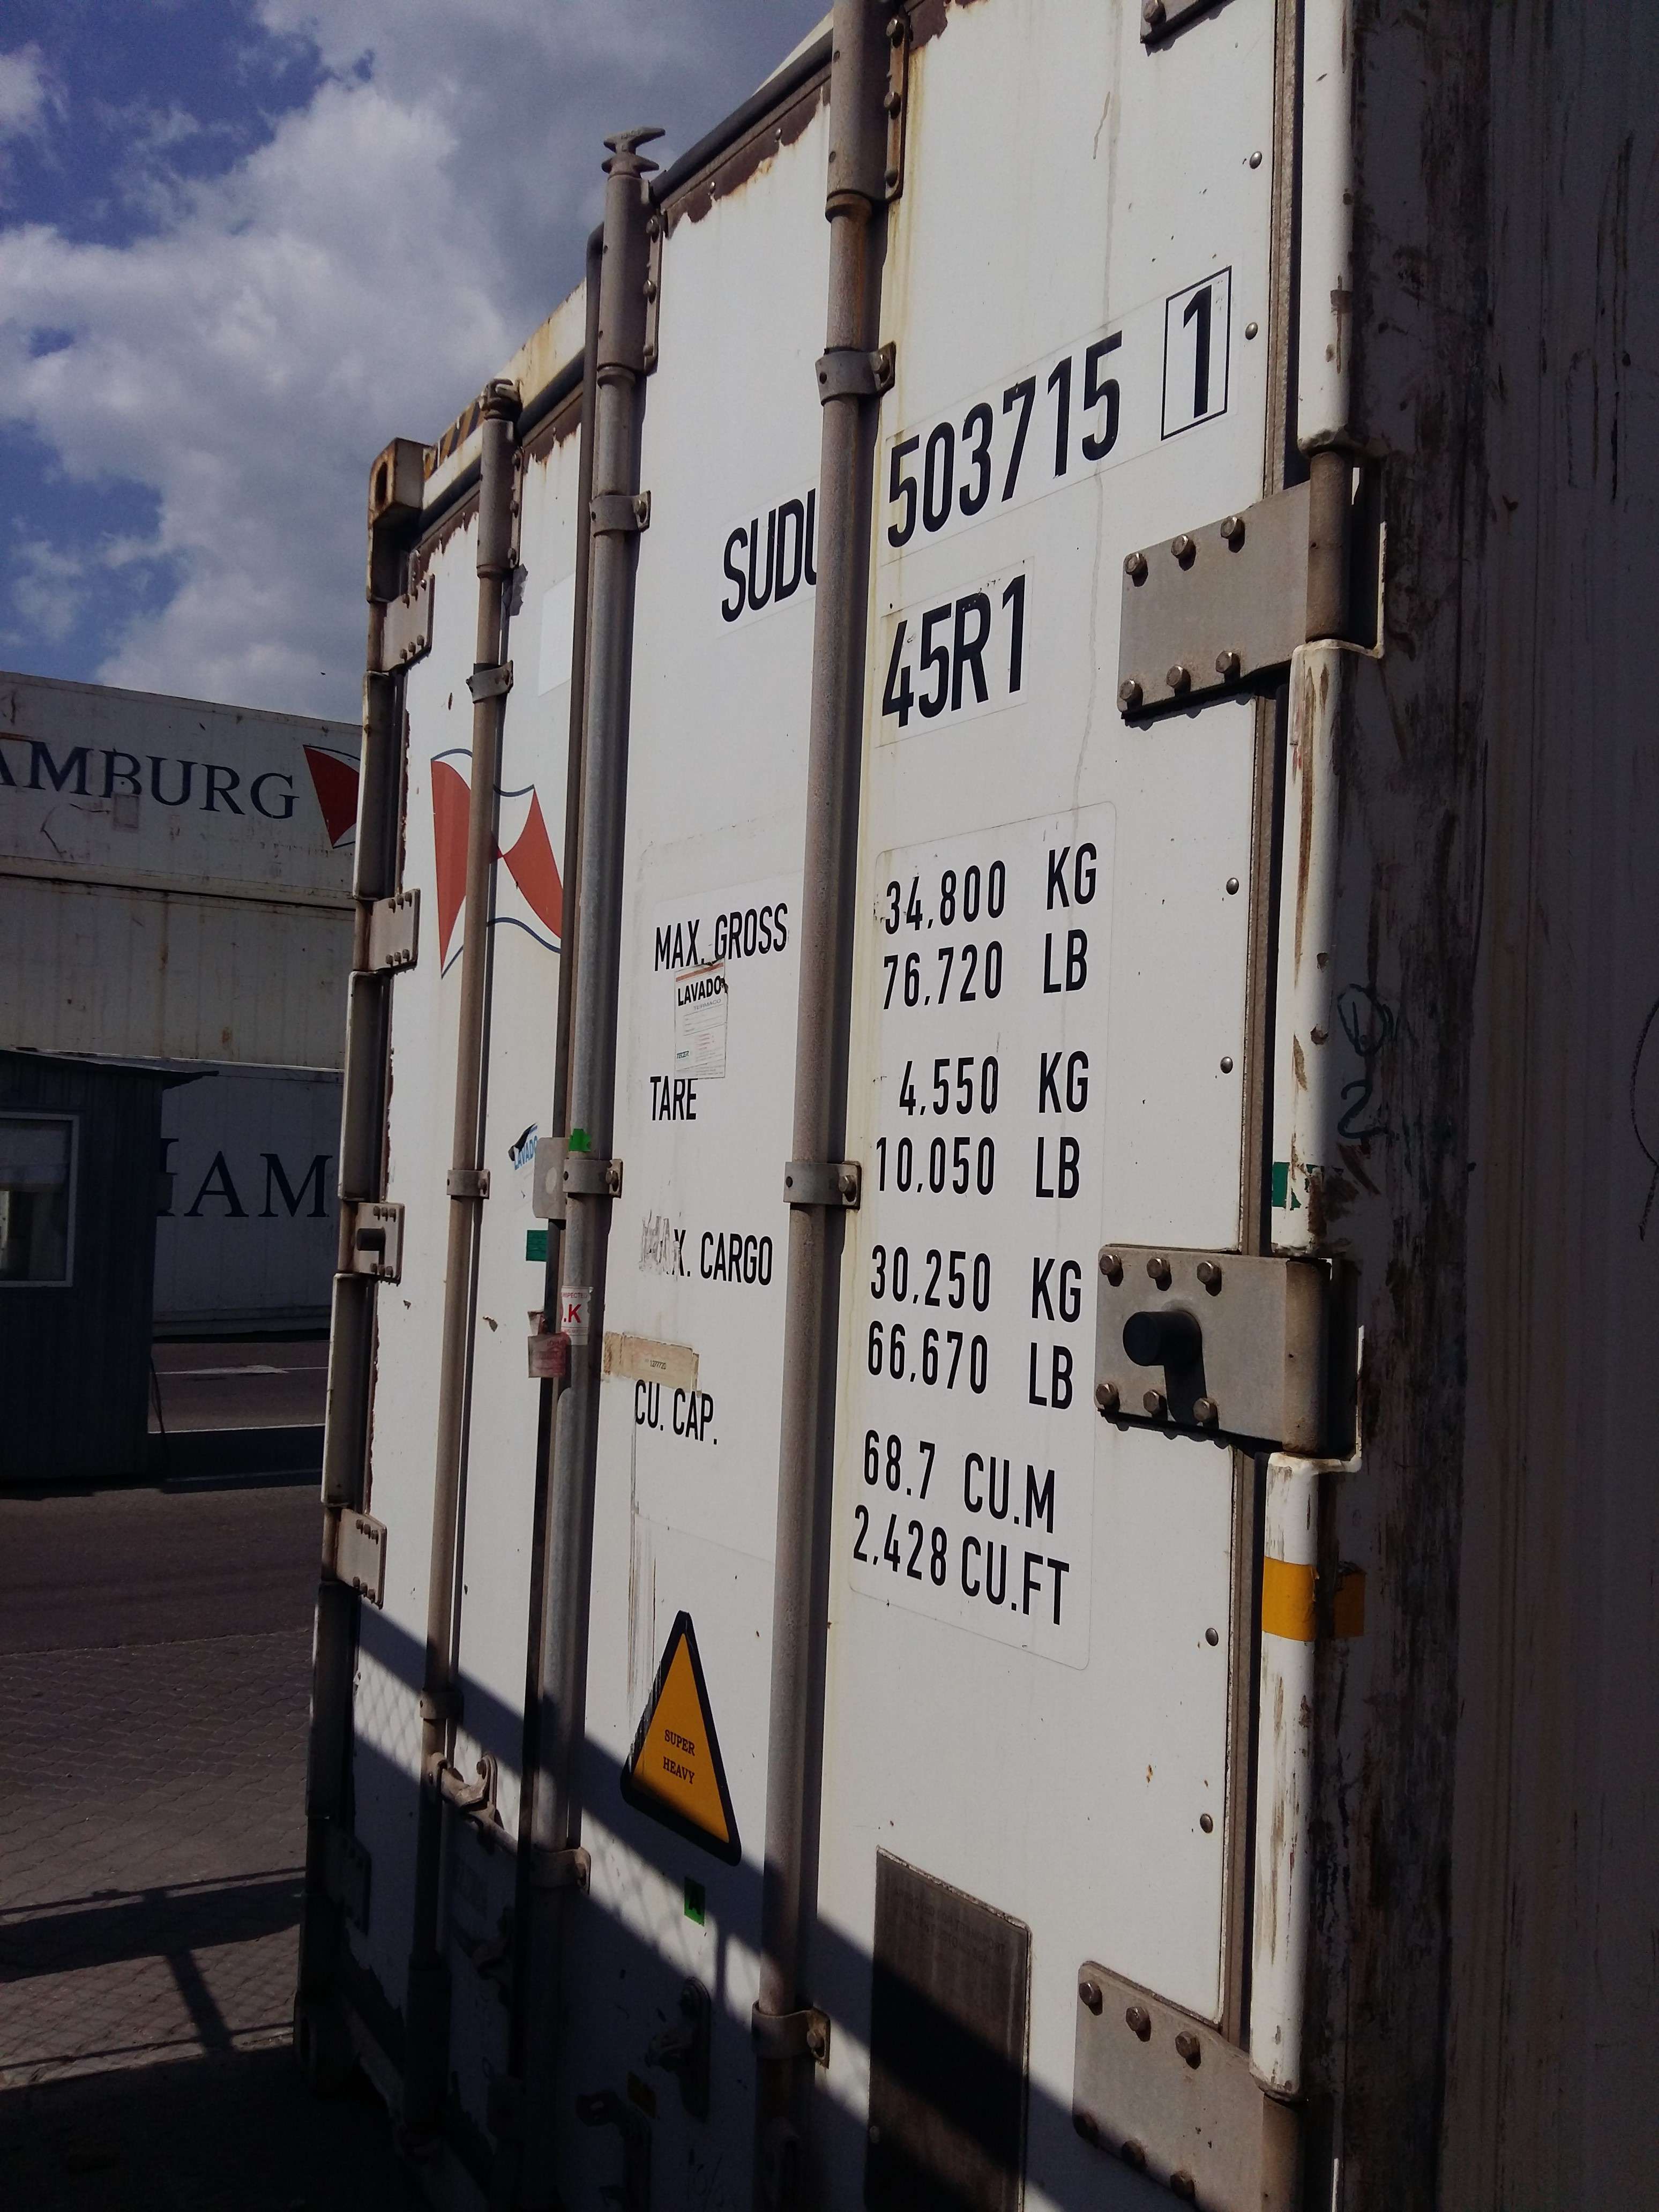 SUDU 503715 1
45R1
MAX. GROSS 34.800 KG
76.720 LB
LAVADO
TARE 4.550 KG
10.050 LB
LAVADO
X. CARGO 30.250 KG
66.670 LB
.K
CU. CAP. 68.7 CU.M
2.428 CU.FT
SUPER
HEAVY
AMBURG
HAM